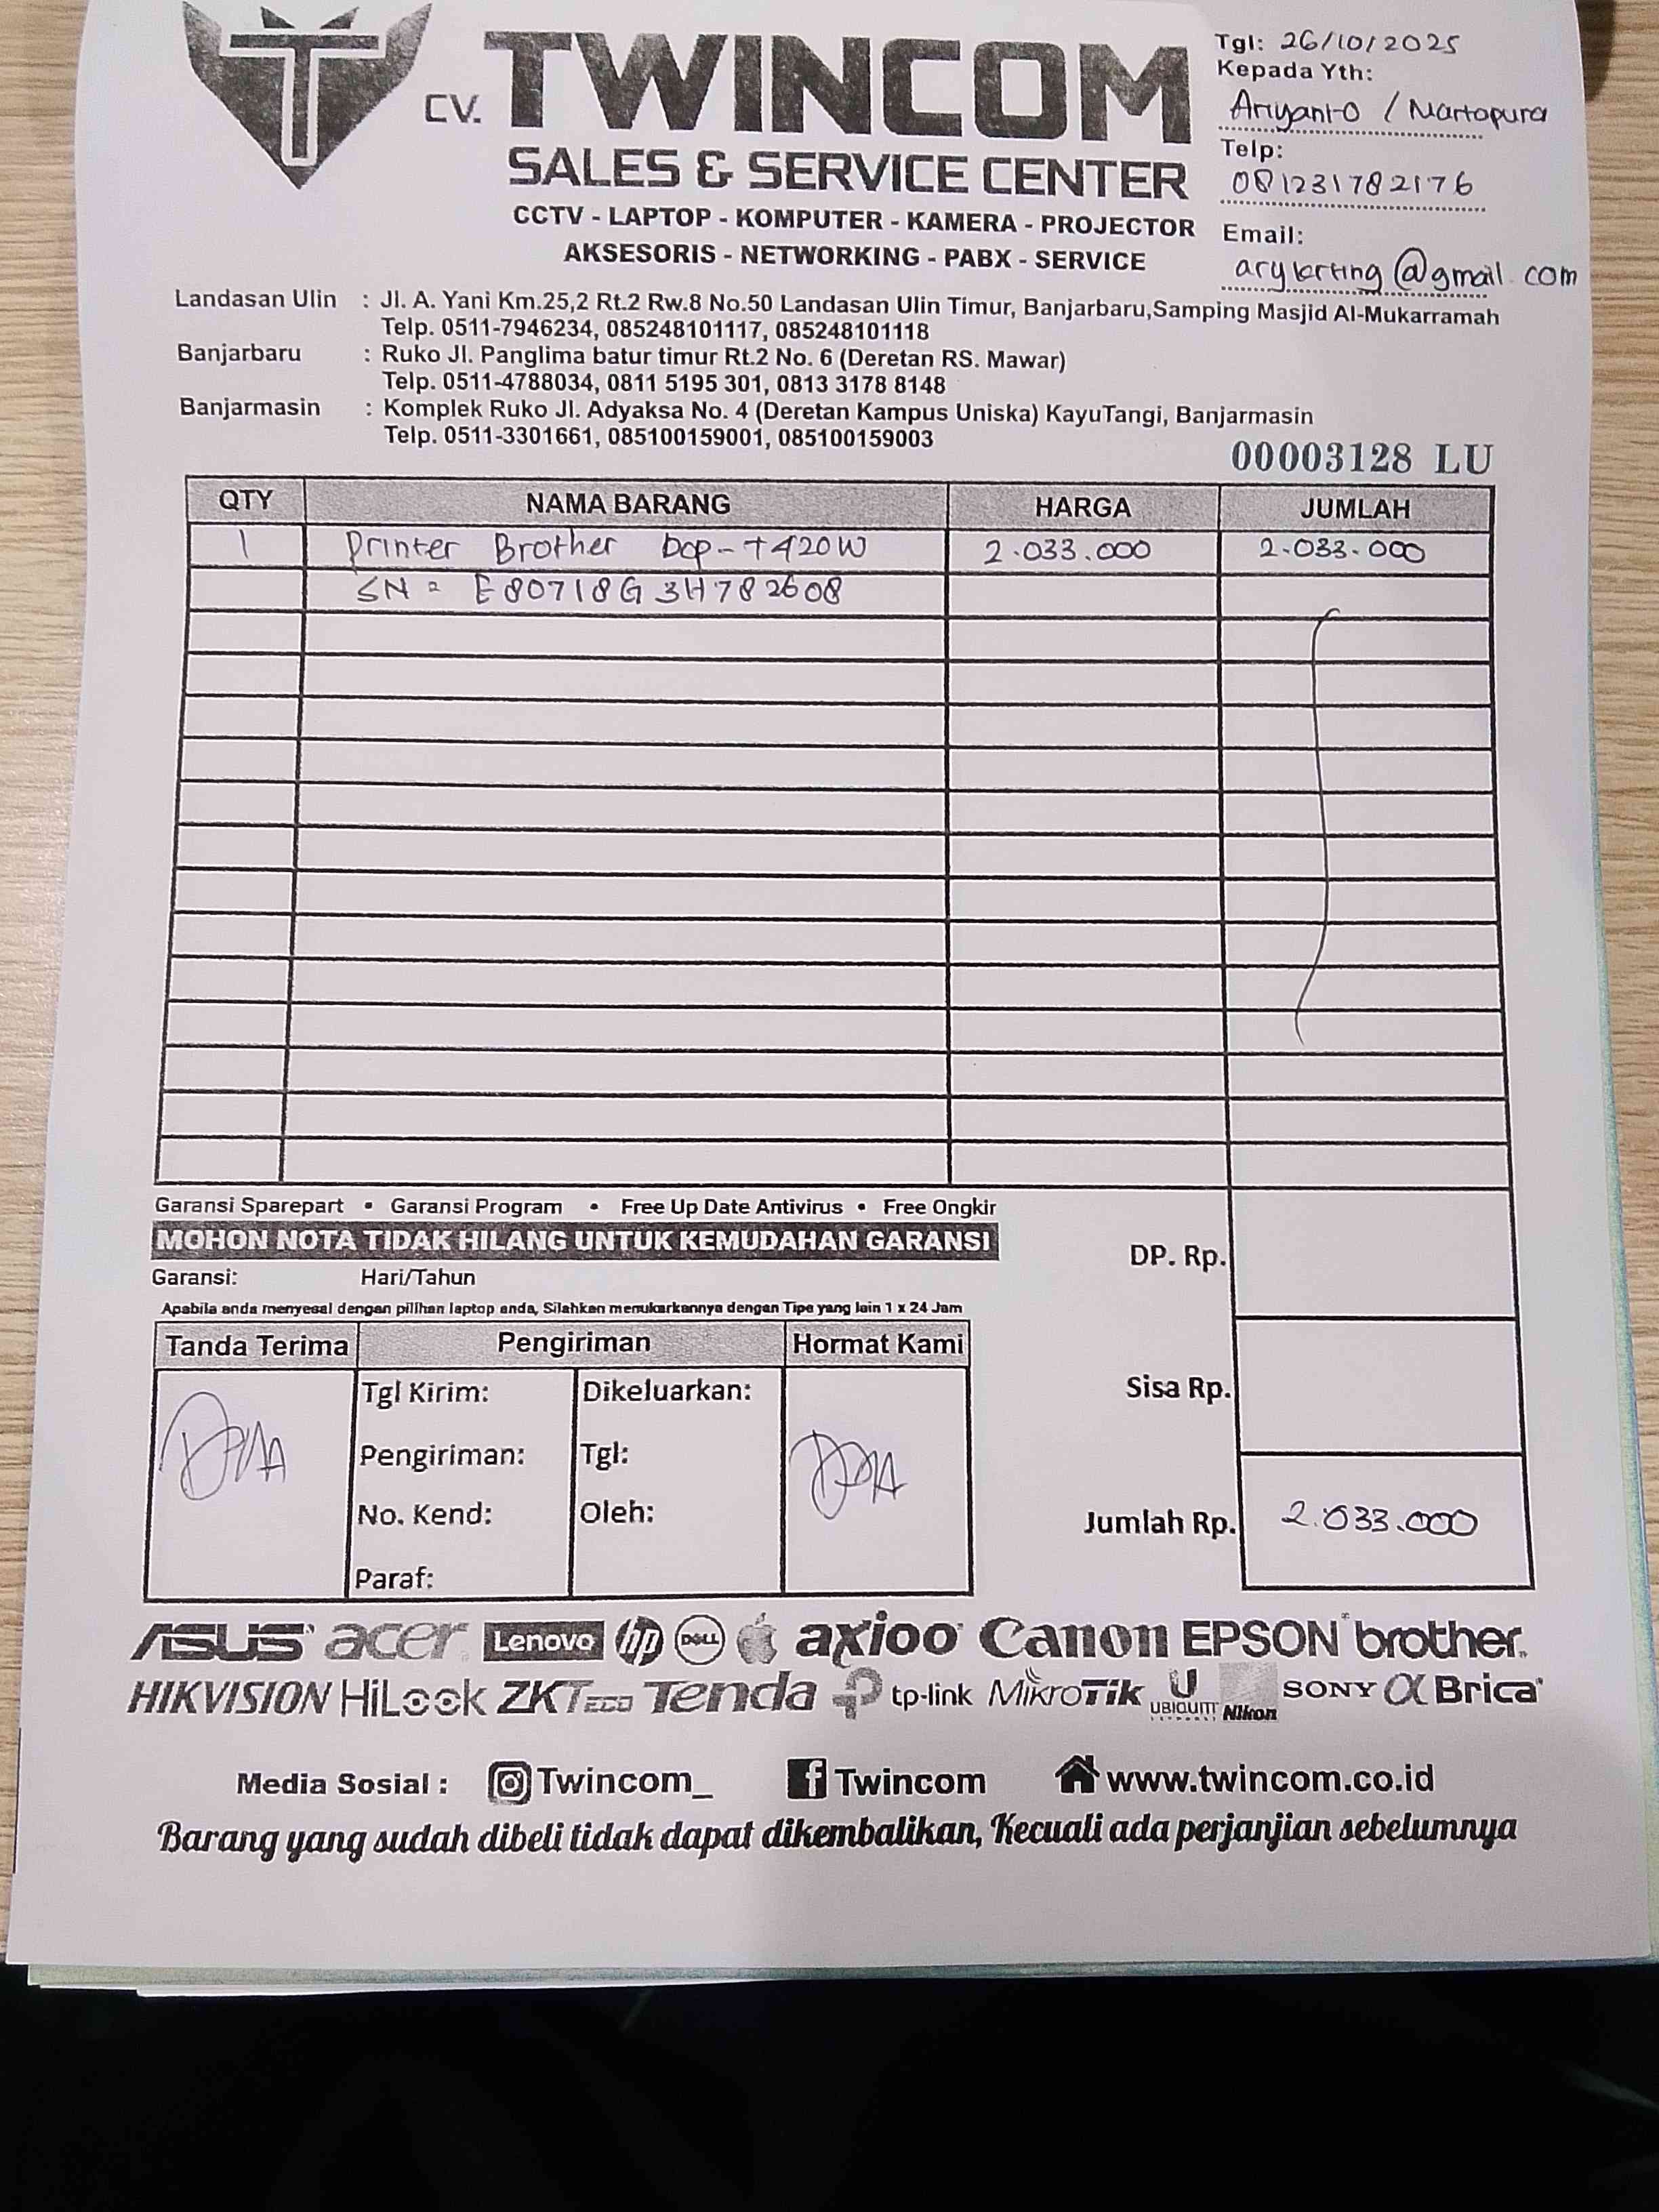 CV. TWINCOM
SALES & SERVICE CENTER
CCTV - LAPTOP - KOMPUTER - KAMERA - PROJECTOR
AKSESORIS - NETWORKING - PABX - SERVICE
Tgl: 26/10/2025
Kepada Yth:
Ariyanto / Martapura
Telp:
081231782176
Email:
@gmail.com
Landasan Ulin : Jl. A. Yani Km.25,2 Rt.2 Rw.8 No.50 Landasan Ulin Timur, Banjarbaru,Samping Masjid Al-Mukarramah
Telp. 0511-7946234, 085248101117, 085248101118
Banjarbaru : Ruko Jl. Panglima batur timur Rt.2 No. 6 (Deretan RS. Mawar)
Telp. 0511-4788034, 0811 5195 301, 0813 3178 8148
Banjarmasin : Komplek Ruko Jl. Adyaksa No. 4 (Deretan Kampus Uniska) KayuTangi, Banjarmasin
Telp. 0511-3301661, 085100159001, 085100159003
00003128 LU
QTY NAMA BARANG HARGA JUMLAH
1 Printer Brother Dcp-T420W 2.033.000 2.033.000
SN = E80718G3H782608
Garansi Sparepart • Garansi Program • Free Up Date Antivirus • Free Ongkir
MOHON NOTA TIDAK HILANG UNTUK KEMUDAHAN GARANSI
Garansi: Hari/Tahun
Apabila anda menyesal dengan pilihan laptop anda, Silahkan menukarkannya dengan Tipe yang lain 1 x 24 Jam
DP. Rp.
Sisa Rp.
Jumlah Rp. 2.033.000
Tanda Terima Pengiriman Hormat Kami
Tgl Kirim: Dikeluarkan:
Pengiriman: Tgl:
No. Kend: Oleh:
Paraf:
ASUS acer Lenovo hp DELL axioo Canon EPSON brother
HIKVISION HiLook ZKTeco Tenda tp-link MikroTik UBIQUITI Nikon SONY α Brica
Media Sosial : Twincom_ Twincom www.twincom.co.id
Barang yang sudah dibeli tidak dapat dikembalikan, Kecuali ada perjanjian sebelumnya